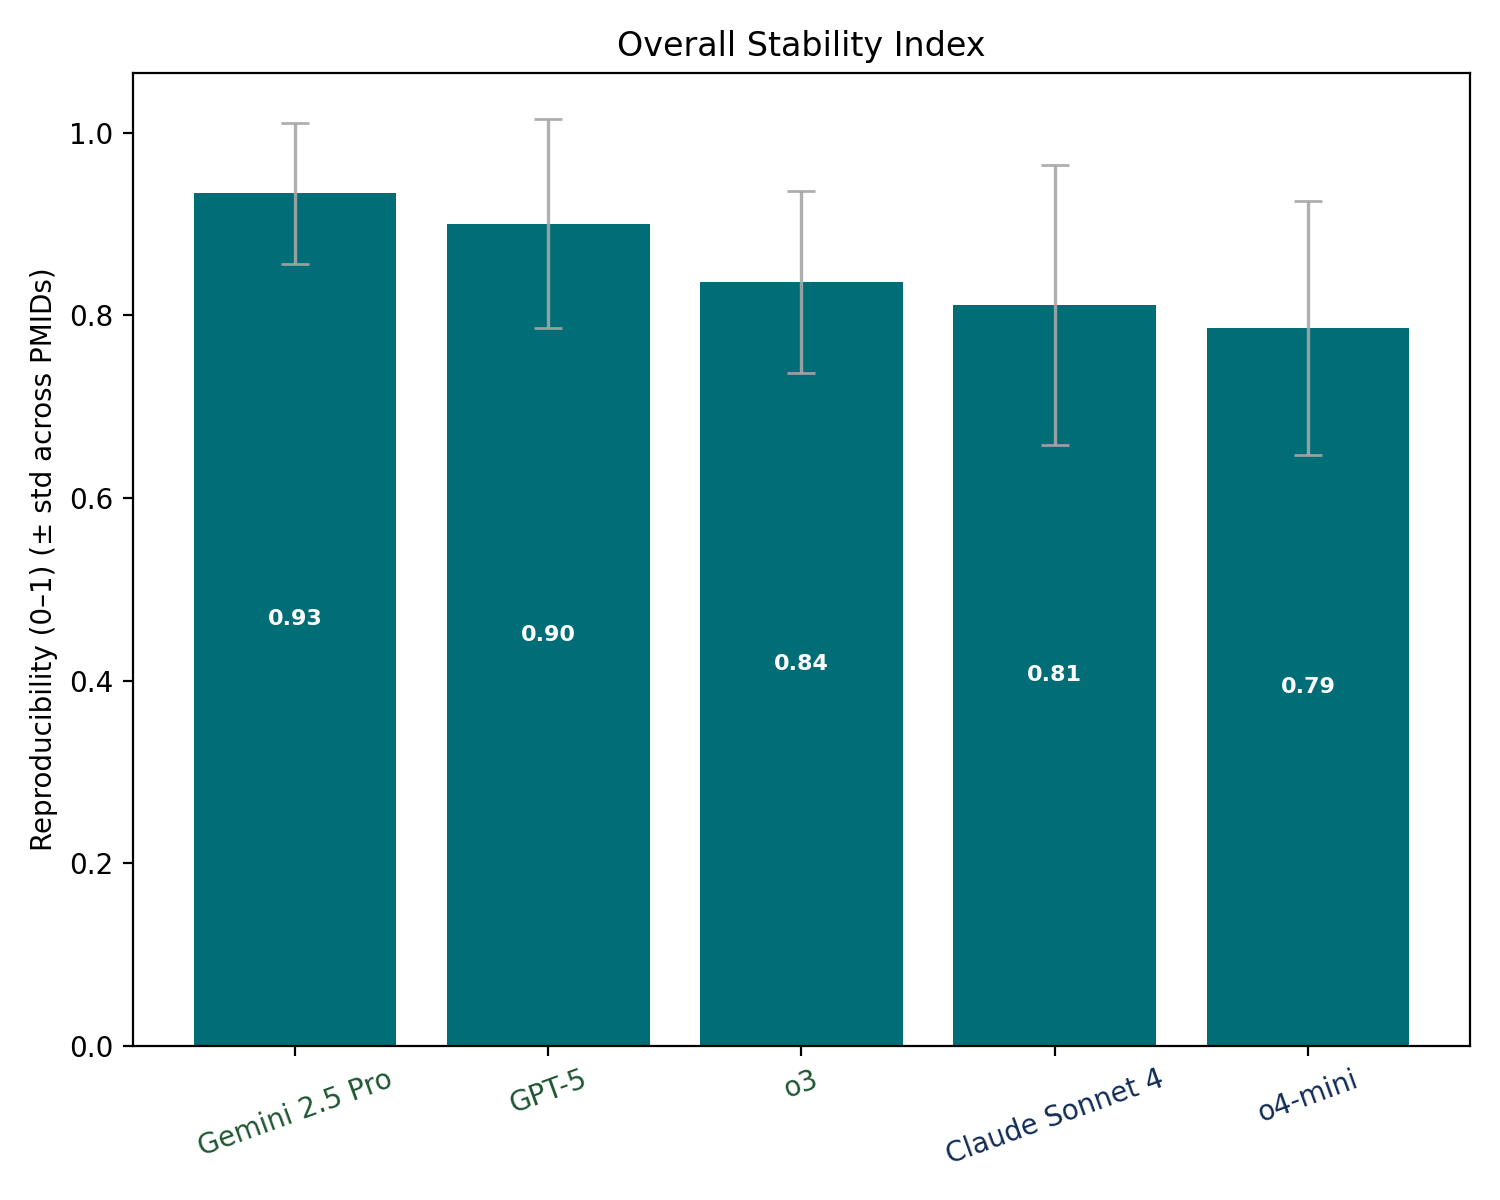 Overall Stability Index
Reproducibility (0–1) (± std across PMIDs)
1.0
0.8
0.6
0.4
0.2
0.0
0.93
0.90
0.84
0.81
0.79
Gemini 2.5 Pro
GPT-5
o3
Claude Sonnet 4
o4-mini